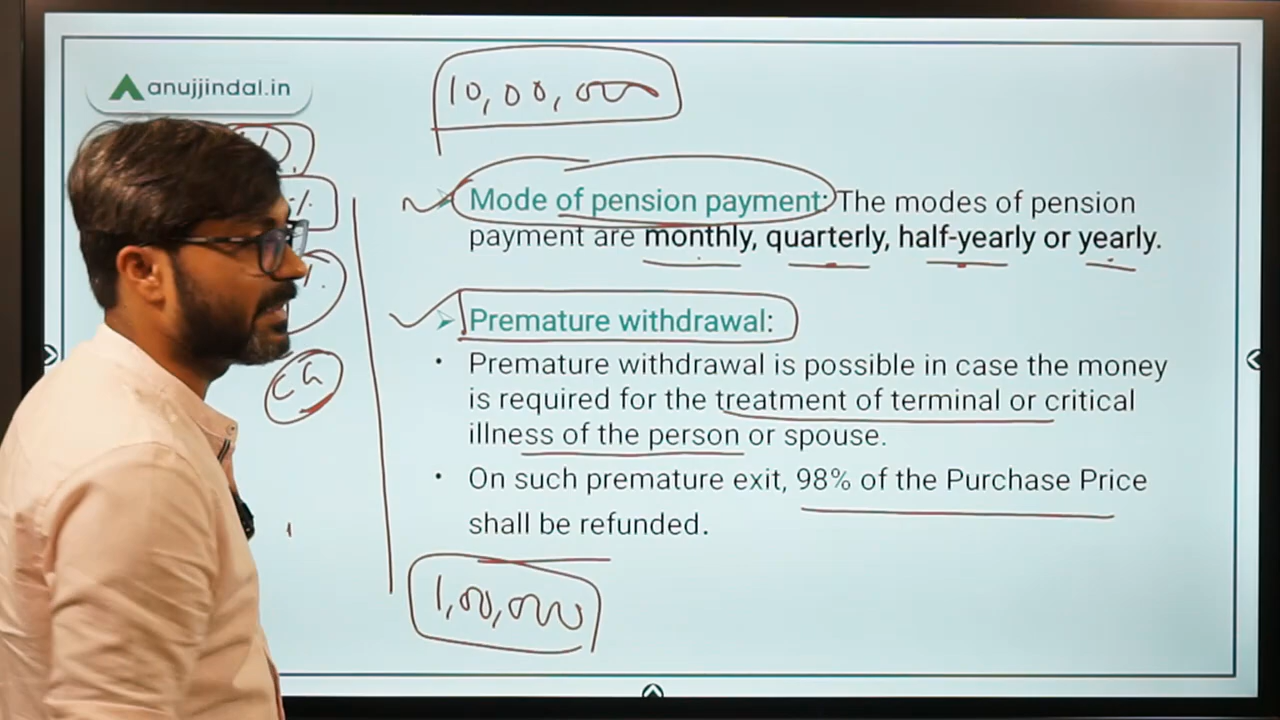 anujjindal.in
10,00,000
Mode of pension payment: The modes of pension
payment are monthly, quarterly, half-yearly or yearly.
Premature withdrawal:
• Premature withdrawal is possible in case the money
is required for the treatment of terminal or critical
illness of the person or spouse.
• On such premature exit, 98% of the Purchase Price
shall be refunded.
1,00,000